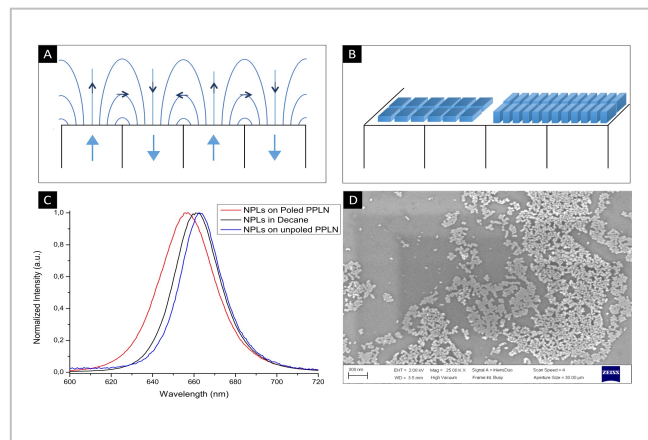 A
B
C
NPLs on Poled PPLN
NPLs in Decane
NPLs on unpoled PPLN
1,0
0,8
0,6
0,4
0,2
0,0
Normalized Intensity (a.u.)
600
620
640
660
680
700
720
Wavelength (nm)
D
300 nm
EHT = 3.00 kV Mag = 25.00 K X Signal A = InLens Scan Speed = 4
WD = 3.5 mm High Vacuum Frame Int. Busy Aperture Size = 30.00 µm
ZEISS